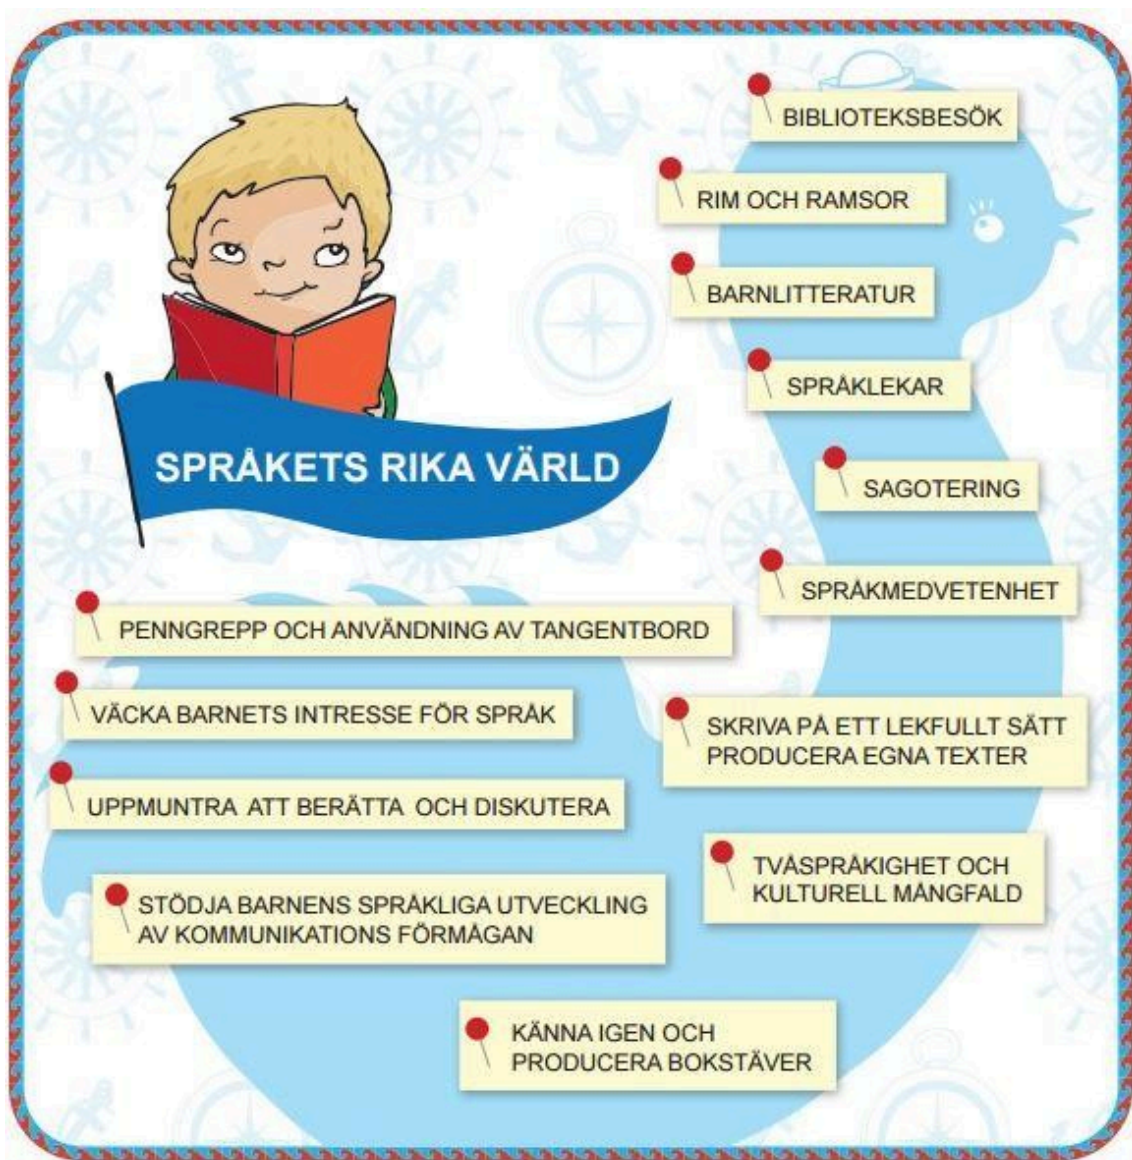 SPRÅKETS RIKA VÄRLD
BIBLIOTEKSBESÖK
RIM OCH RAMSOR
BARNLITTERATUR
SPRÅKLEKAR
SAGOTERING
SPRÅKMEDVETENHET
PENNGREPP OCH ANVÄNDNING AV TANGENTBORD
VÄCKA BARNETS INTRESSE FÖR SPRÅK
SKRIVA PÅ ETT LEKFULLT SÄTT
PRODUCERA EGNA TEXTER
UPPMUNTRA ATT BERÄTTA OCH DISKUTERA
TVÅSPRÅKIGHET OCH
KULTURELL MÅNGFALD
STÖDJA BARNENS SPRÅKLIGA UTVECKLING
AV KOMMUNIKATIONS FÖRMÅGAN
KÄNNA IGEN OCH
PRODUCERA BOKSTÄVER